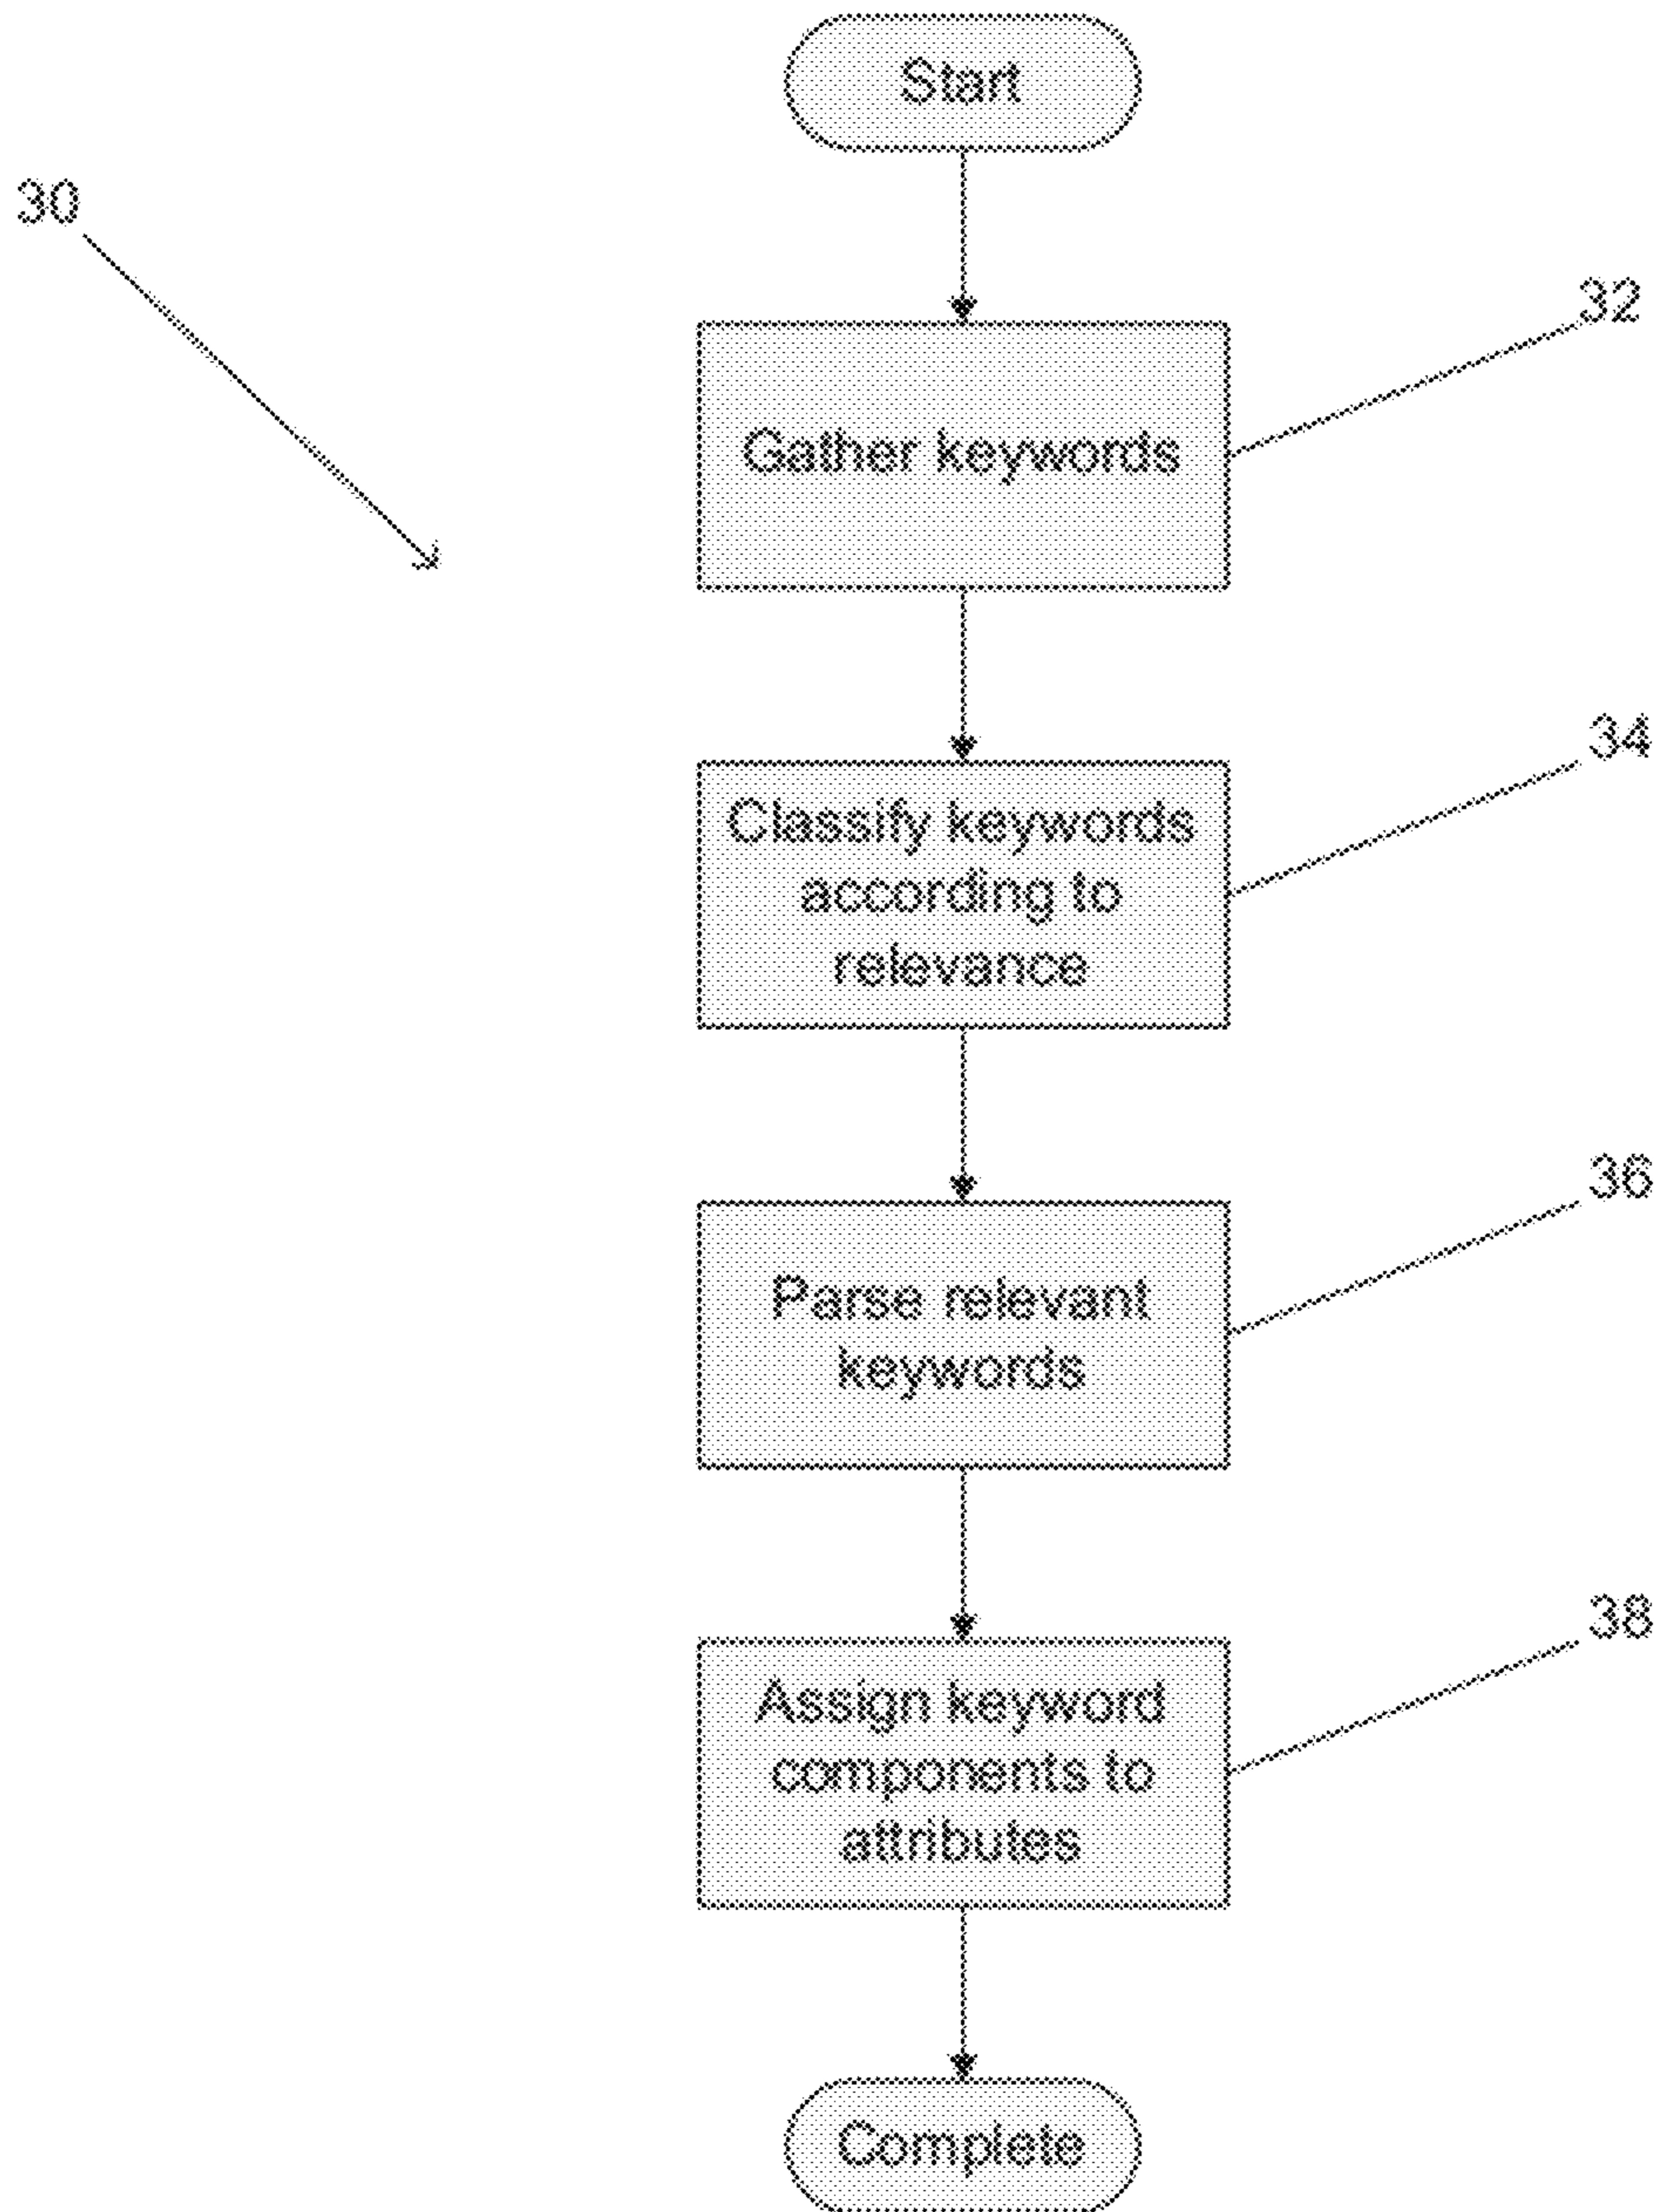 Start
30
32
Gather keywords
34
Classify keywords
according to
relevance
36
Parse relevant
keywords
38
Assign keyword
components to
attributes
Complete